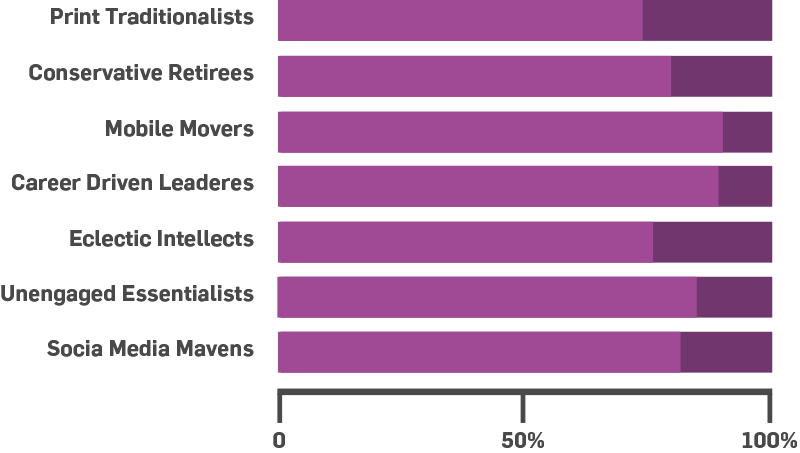 Print Traditionalists
Conservative Retirees
Mobile Movers
Career Driven Leaderes
Eclectic Intellects
Unengaged Essentialists
Socia Media Mavens
0 50% 100%